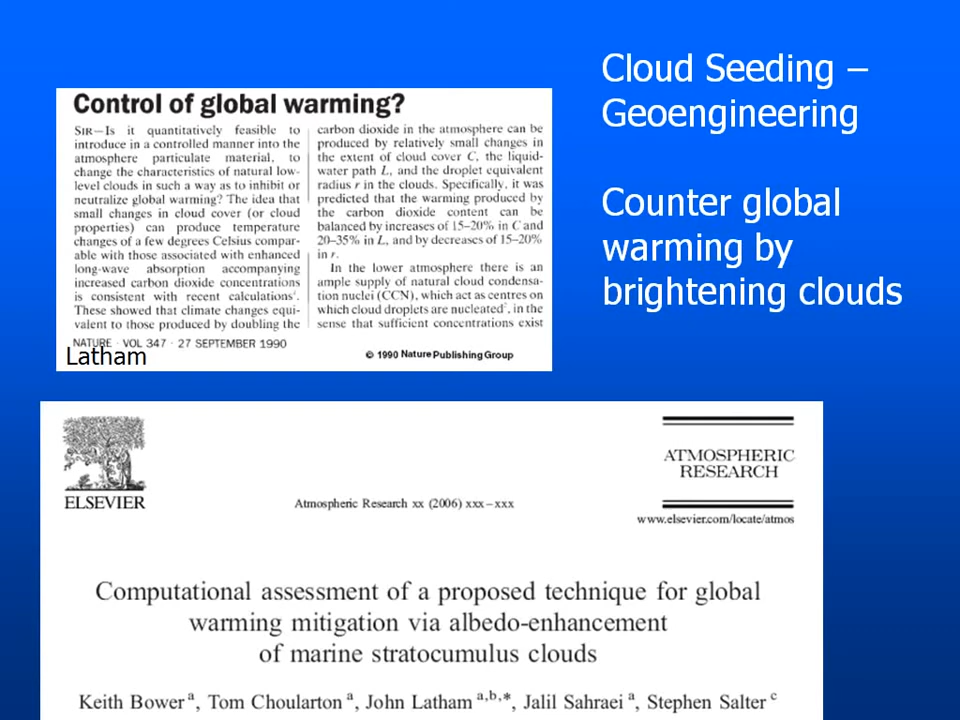 Cloud Seeding –
Geoengineering
Counter global
warming by
brightening clouds
Control of global warming?
SIR—Is it quantitatively feasible to
introduce in a controlled manner into the
atmosphere particulate material, to
change the characteristics of natural low-
level clouds in such a way as to inhibit or
neutralize global warming? The idea that
small changes in cloud cover (or cloud
properties) can produce temperature
changes of a few degrees Celsius compar-
able with those associated with enhanced
long-wave absorption accompanying
increased carbon dioxide concentrations
is consistent with recent calculations¹.
These showed that climate changes equi-
valent to those produced by doubling the
carbon dioxide in the atmosphere can be
produced by relatively small changes in
the extent of cloud cover C, the liquid-
water path L, and the droplet equivalent
radius r in the clouds. Specifically, it was
predicted that the warming produced by
the carbon dioxide content can be
balanced by increases of 15–20% in C and
20–35% in L, and by decreases of 15–20%
in r.
In the lower atmosphere there is an
ample supply of natural cloud condensa-
tion nuclei (CCN), which act as centres on
which cloud droplets are nucleated², in the
sense that sufficient concentrations exist
NATURE · VOL 347 · 27 SEPTEMBER 1990
Latham
© 1990 Nature Publishing Group
ELSEVIER
Atmospheric Research xx (2006) xxx–xxx
ATMOSPHERIC
RESEARCH
www.elsevier.com/locate/atmos
Computational assessment of a proposed technique for global
warming mitigation via albedo-enhancement
of marine stratocumulus clouds
Keith Bower a, Tom Choularton a, John Latham a,b,*, Jalil Sahraei a, Stephen Salter c